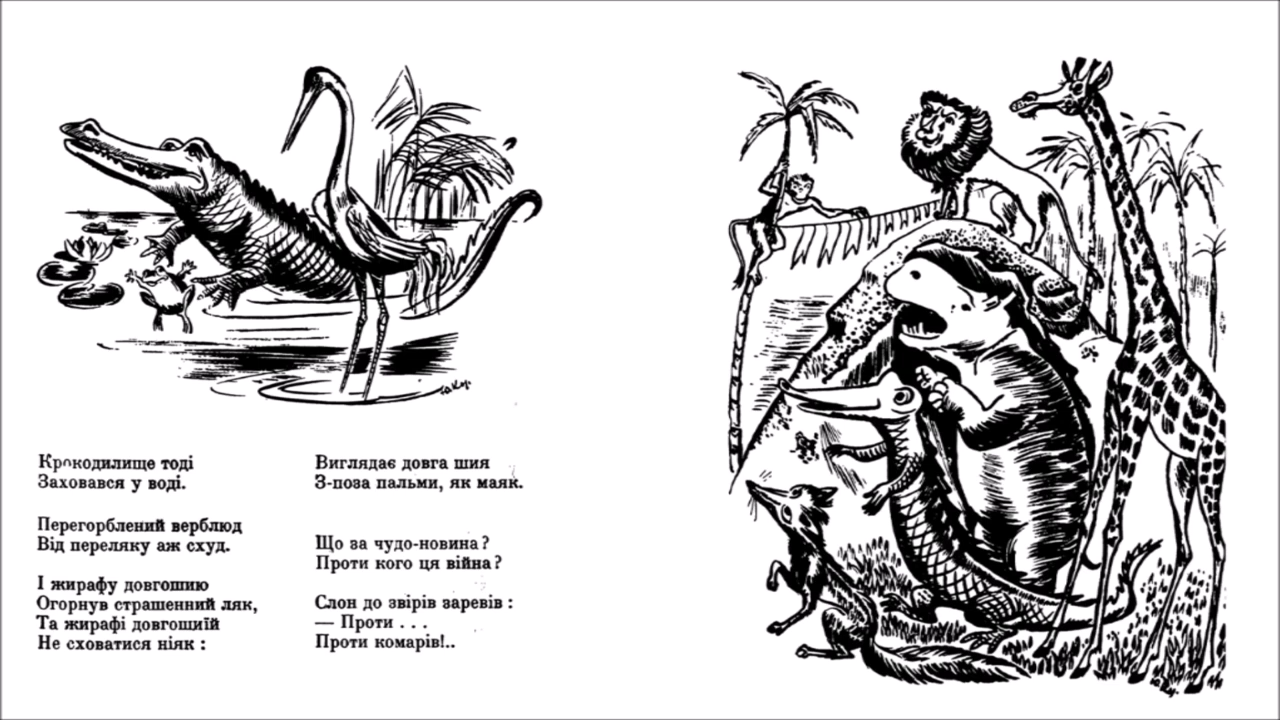 Крокодилище тоді
Заховався у воді.
Перегорблений верблюд
Від переляку аж схуд.
І жирафу довгошию
Огорнув страшенний ляк,
Та жирафі довгошиїй
Не сховатися ніяк :
Виглядає довга шия
З-поза пальми, як маяк.
Що за чудо-новина ?
Проти кого ця війна ?
Слон до звірів заревів :
— Проти . . .
Проти комарів!..